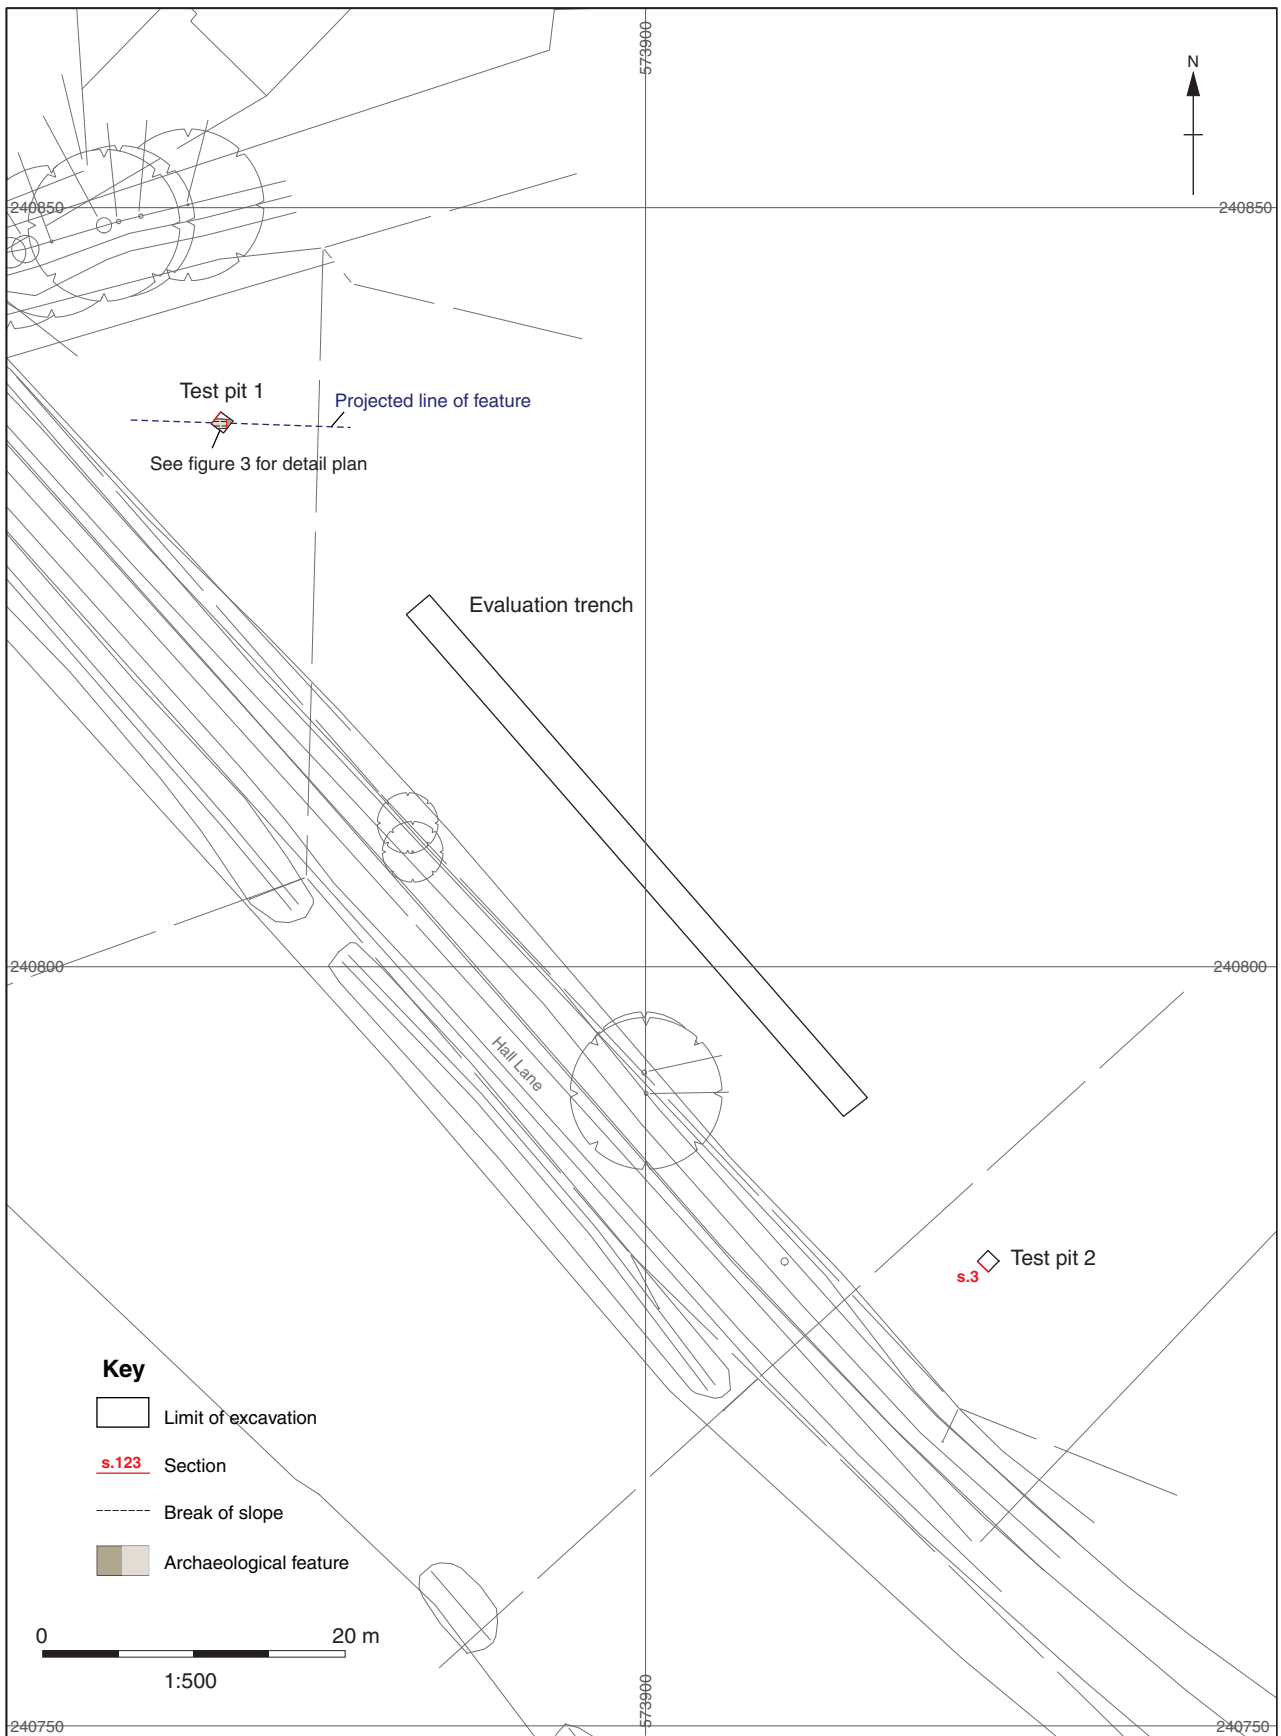 573900
N
240850
240850
Test pit 1
Projected line of feature
See figure 3 for detail plan
Evaluation trench
240800
240800
Hall Lane
Test pit 2
s.3
Key
Limit of excavation
s.123
Section
Break of slope
Archaeological feature
0
20 m
1:500
573900
240750
240750